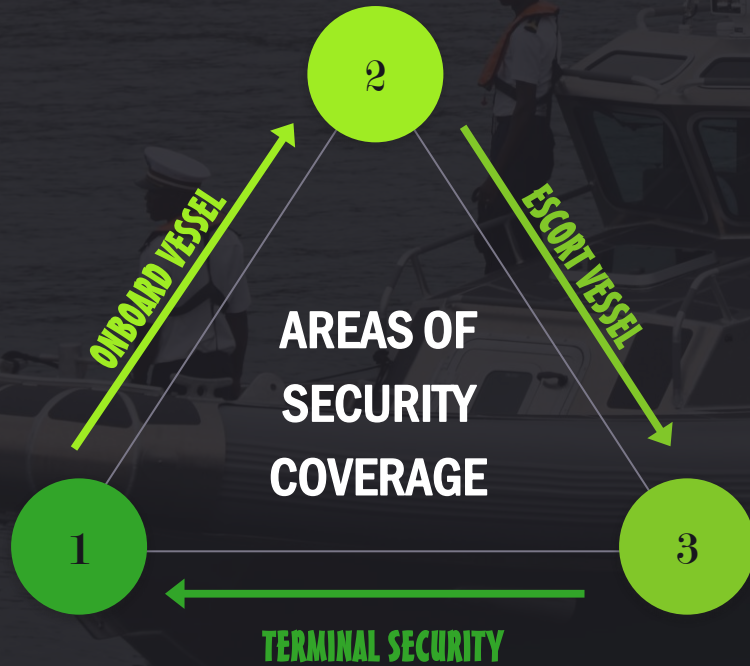 2
ONBOARD VESSEL
ESCORT VESSEL
AREAS OF
SECURITY
COVERAGE
1
3
TERMINAL SECURITY